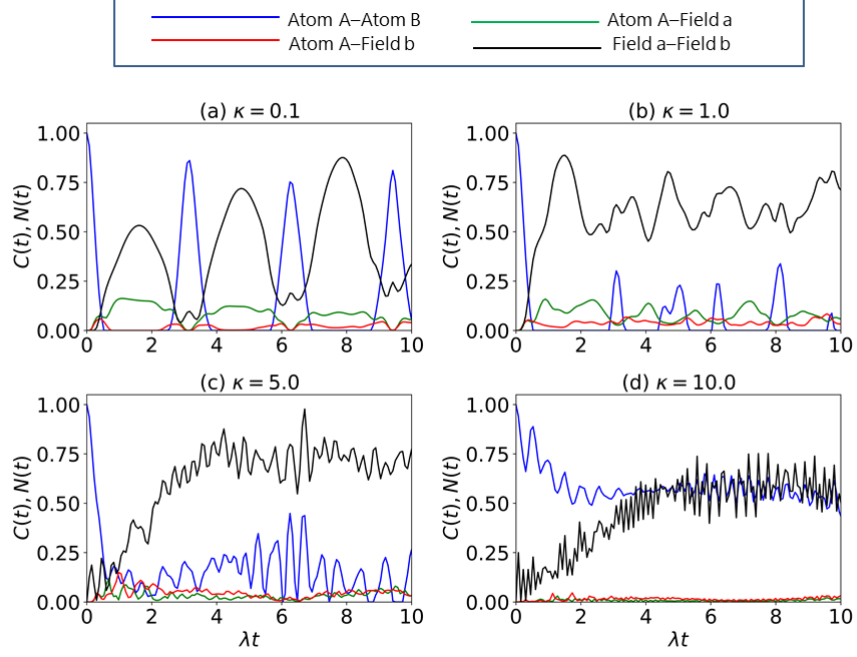 Atom A–Atom B Atom A–Field a
Atom A–Field b Field a–Field b
(a) κ = 0.1 (b) κ = 1.0
1.00 1.00
0.75 0.75
0.50 0.50
0.25 0.25
0.00 0.00
C(t), N(t) C(t), N(t)
0 2 4 6 8 10 0 2 4 6 8 10
(c) κ = 5.0 (d) κ = 10.0
1.00 1.00
0.75 0.75
0.50 0.50
0.25 0.25
0.00 0.00
C(t), N(t) C(t), N(t)
0 2 4 6 8 10 0 2 4 6 8 10
λt λt